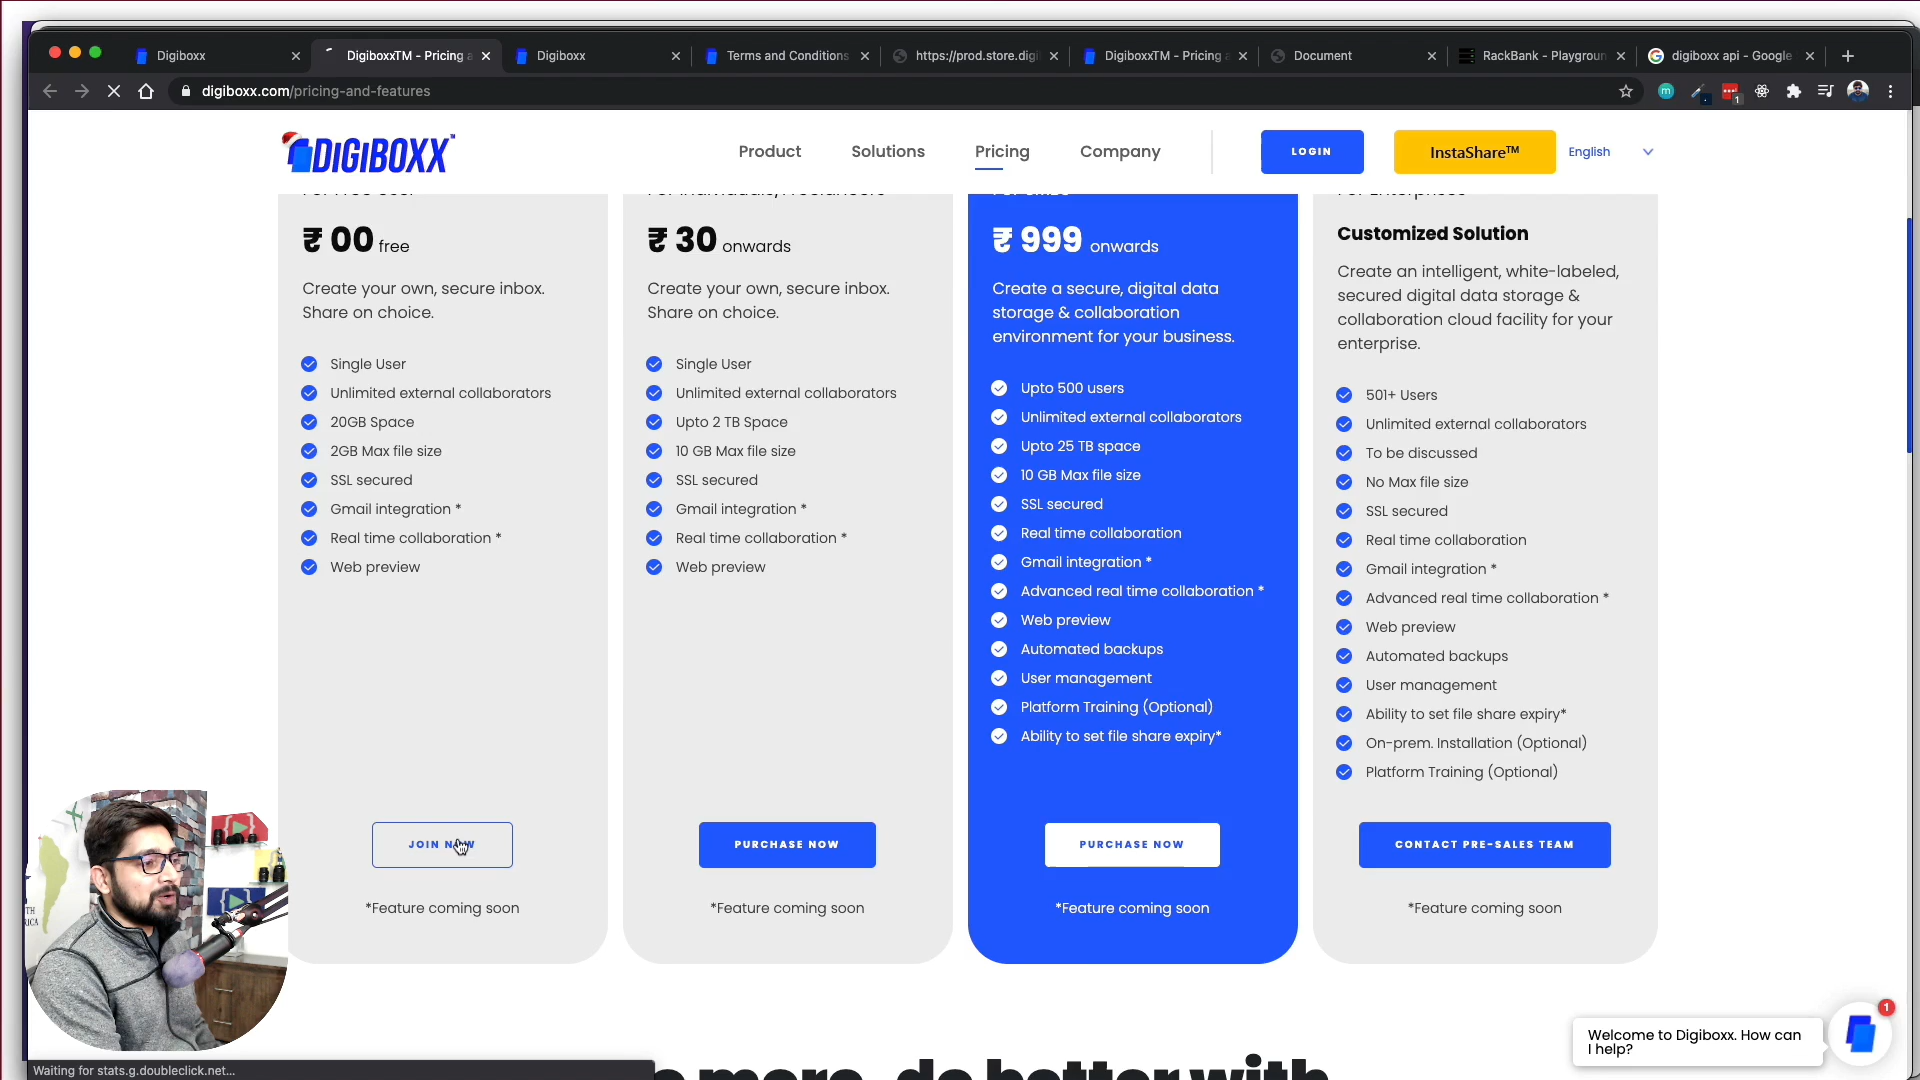 Digiboxx
DigiboxxTM - Pricing a
Digiboxx
Terms and Conditions
https://prod.store.digi
DigiboxxTM - Pricing a
Document
RackBank - Playgroun
digiboxx api - Google
digiboxx.com/pricing-and-features
DIGIBOXX™
Product
Solutions
Pricing
Company
LOGIN
InstaShare™
English
₹ 00 free
Create your own, secure inbox.
Share on choice.
Single User
Unlimited external collaborators
20GB Space
2GB Max file size
SSL secured
Gmail integration *
Real time collaboration *
Web preview
JOIN NOW
*Feature coming soon
₹ 30 onwards
Create your own, secure inbox.
Share on choice.
Single User
Unlimited external collaborators
Upto 2 TB Space
10 GB Max file size
SSL secured
Gmail integration *
Real time collaboration *
Web preview
PURCHASE NOW
*Feature coming soon
₹ 999 onwards
Create a secure, digital data
storage & collaboration
environment for your business.
Upto 500 users
Unlimited external collaborators
Upto 25 TB space
10 GB Max file size
SSL secured
Real time collaboration
Gmail integration *
Advanced real time collaboration *
Web preview
Automated backups
User management
Platform Training (Optional)
Ability to set file share expiry*
PURCHASE NOW
*Feature coming soon
Customized Solution
Create an intelligent, white-labeled,
secured digital data storage &
collaboration cloud facility for your
enterprise.
501+ Users
Unlimited external collaborators
To be discussed
No Max file size
SSL secured
Real time collaboration
Gmail integration *
Advanced real time collaboration *
Web preview
Automated backups
User management
Ability to set file share expiry*
On-prem. Installation (Optional)
Platform Training (Optional)
CONTACT PRE-SALES TEAM
*Feature coming soon
more, do better with
Welcome to Digiboxx. How can
I help?
1
Waiting for stats.g.doubleclick.net...